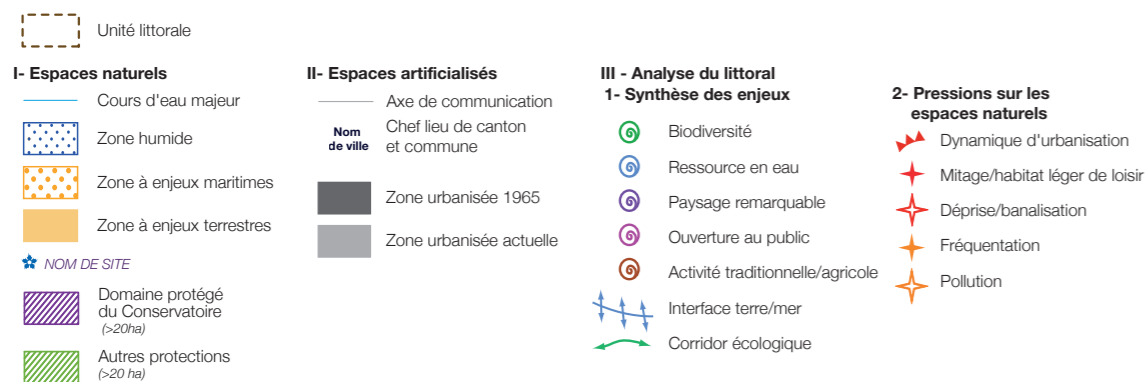 Unité littorale
I- Espaces naturels
Cours d'eau majeur
Zone humide
Zone à enjeux maritimes
Zone à enjeux terrestres
NOM DE SITE
Domaine protégé
du Conservatoire
(>20ha)
Autres protections
(>20 ha)
II- Espaces artificialisés
Axe de communication
Nom
de ville
Chef lieu de canton
et commune
Zone urbanisée 1965
Zone urbanisée actuelle
III - Analyse du littoral
1- Synthèse des enjeux
Biodiversité
Ressource en eau
Paysage remarquable
Ouverture au public
Activité traditionnelle/agricole
Interface terre/mer
Corridor écologique
2- Pressions sur les
espaces naturels
Dynamique d'urbanisation
Mitage/habitat léger de loisir
Déprise/banalisation
Fréquentation
Pollution